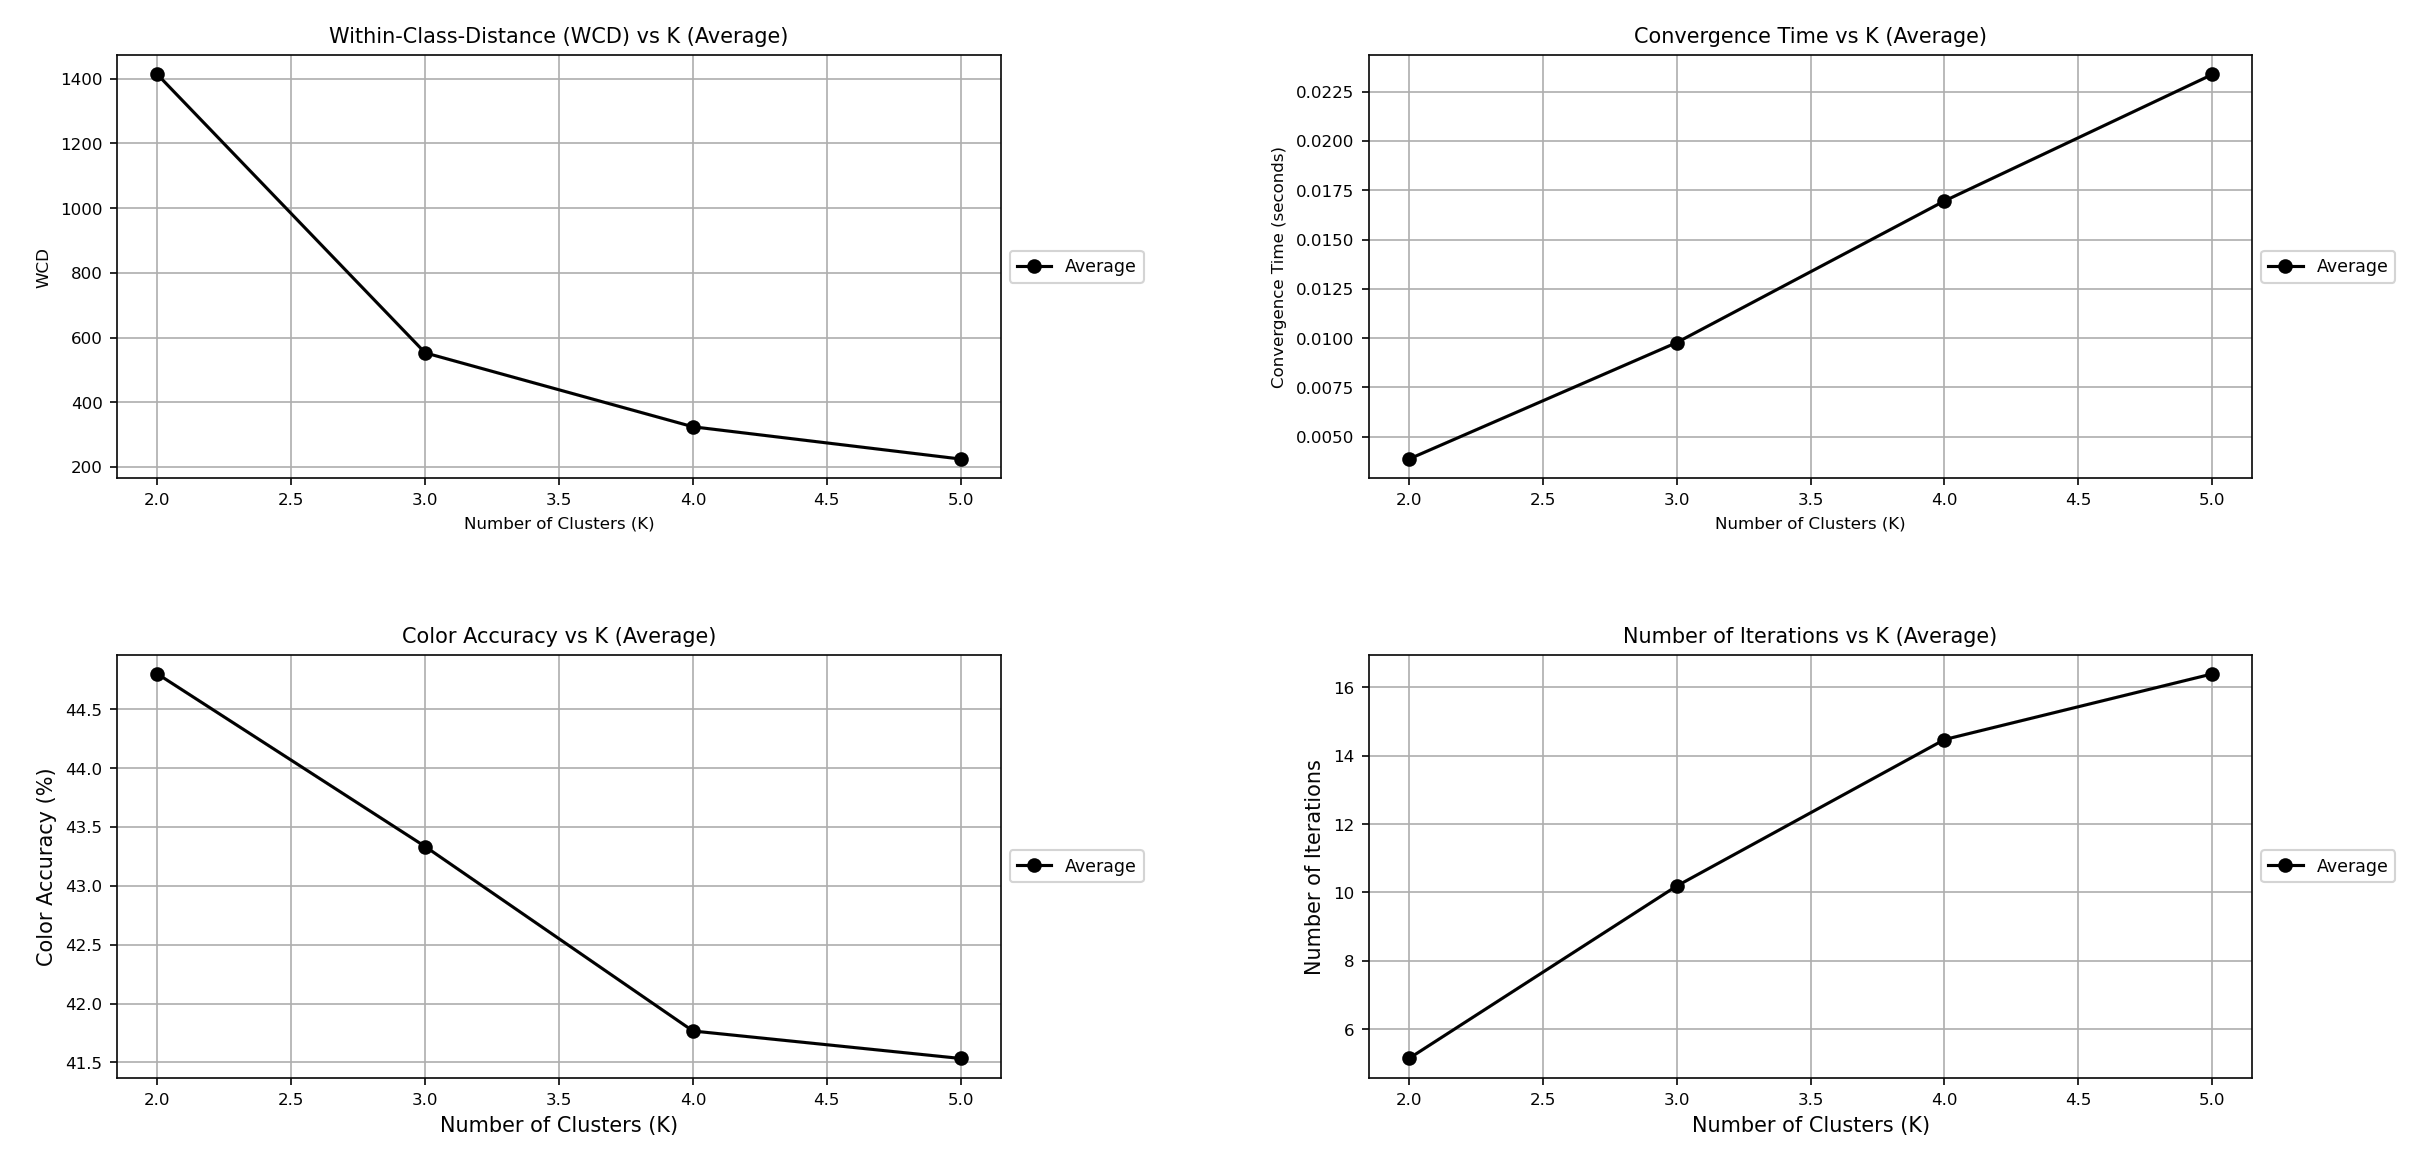 Within-Class-Distance (WCD) vs K (Average)
WCD
1400
1200
1000
800
600
400
200
2.0 2.5 3.0 3.5 4.0 4.5 5.0
Number of Clusters (K)
Average
Convergence Time vs K (Average)
Convergence Time (seconds)
0.0225
0.0200
0.0175
0.0150
0.0125
0.0100
0.0075
0.0050
2.0 2.5 3.0 3.5 4.0 4.5 5.0
Number of Clusters (K)
Average
Color Accuracy vs K (Average)
Color Accuracy (%)
44.5
44.0
43.5
43.0
42.5
42.0
41.5
2.0 2.5 3.0 3.5 4.0 4.5 5.0
Number of Clusters (K)
Average
Number of Iterations vs K (Average)
Number of Iterations
16
14
12
10
8
6
2.0 2.5 3.0 3.5 4.0 4.5 5.0
Number of Clusters (K)
Average